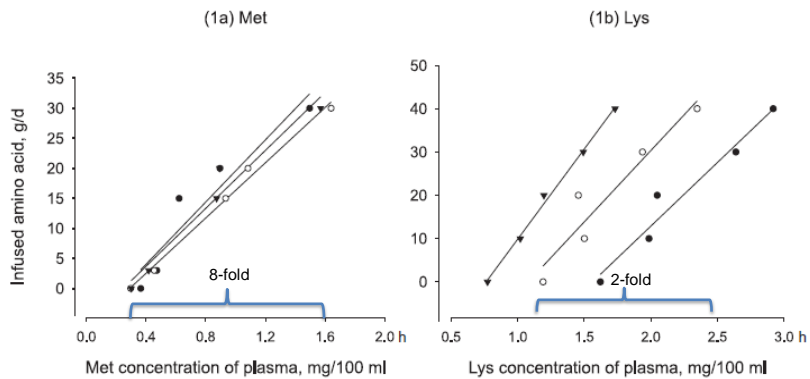 (1a) Met
(1b) Lys
Infused amino acid, g/d
35
30
25
20
15
10
5
0
8-fold
0.0 0.4 0.8 1.2 1.6 2.0 h
Met concentration of plasma, mg/100 ml
50
40
30
20
10
0
2-fold
0.5 1.0 1.5 2.0 2.5 3.0 h
Lys concentration of plasma, mg/100 ml